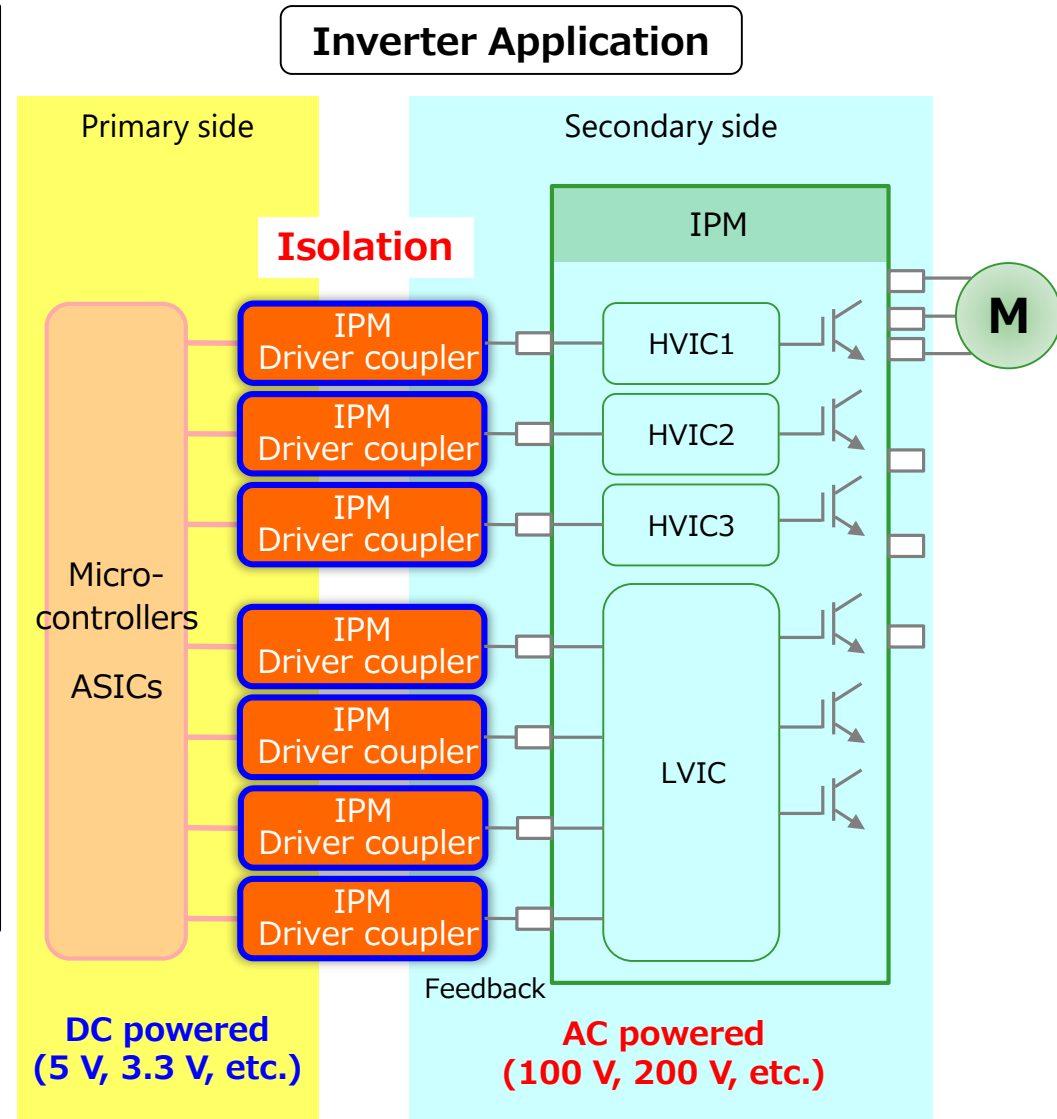 Inverter Application
Primary side
Secondary side
Isolation
IPM
M
IPM
Driver coupler
HVIC1
IPM
Driver coupler
HVIC2
IPM
Driver coupler
HVIC3
Micro-
controllers
ASICs
IPM
Driver coupler
IPM
Driver coupler
LVIC
IPM
Driver coupler
IPM
Driver coupler
Feedback
DC powered
(5 V, 3.3 V, etc.)
AC powered
(100 V, 200 V, etc.)